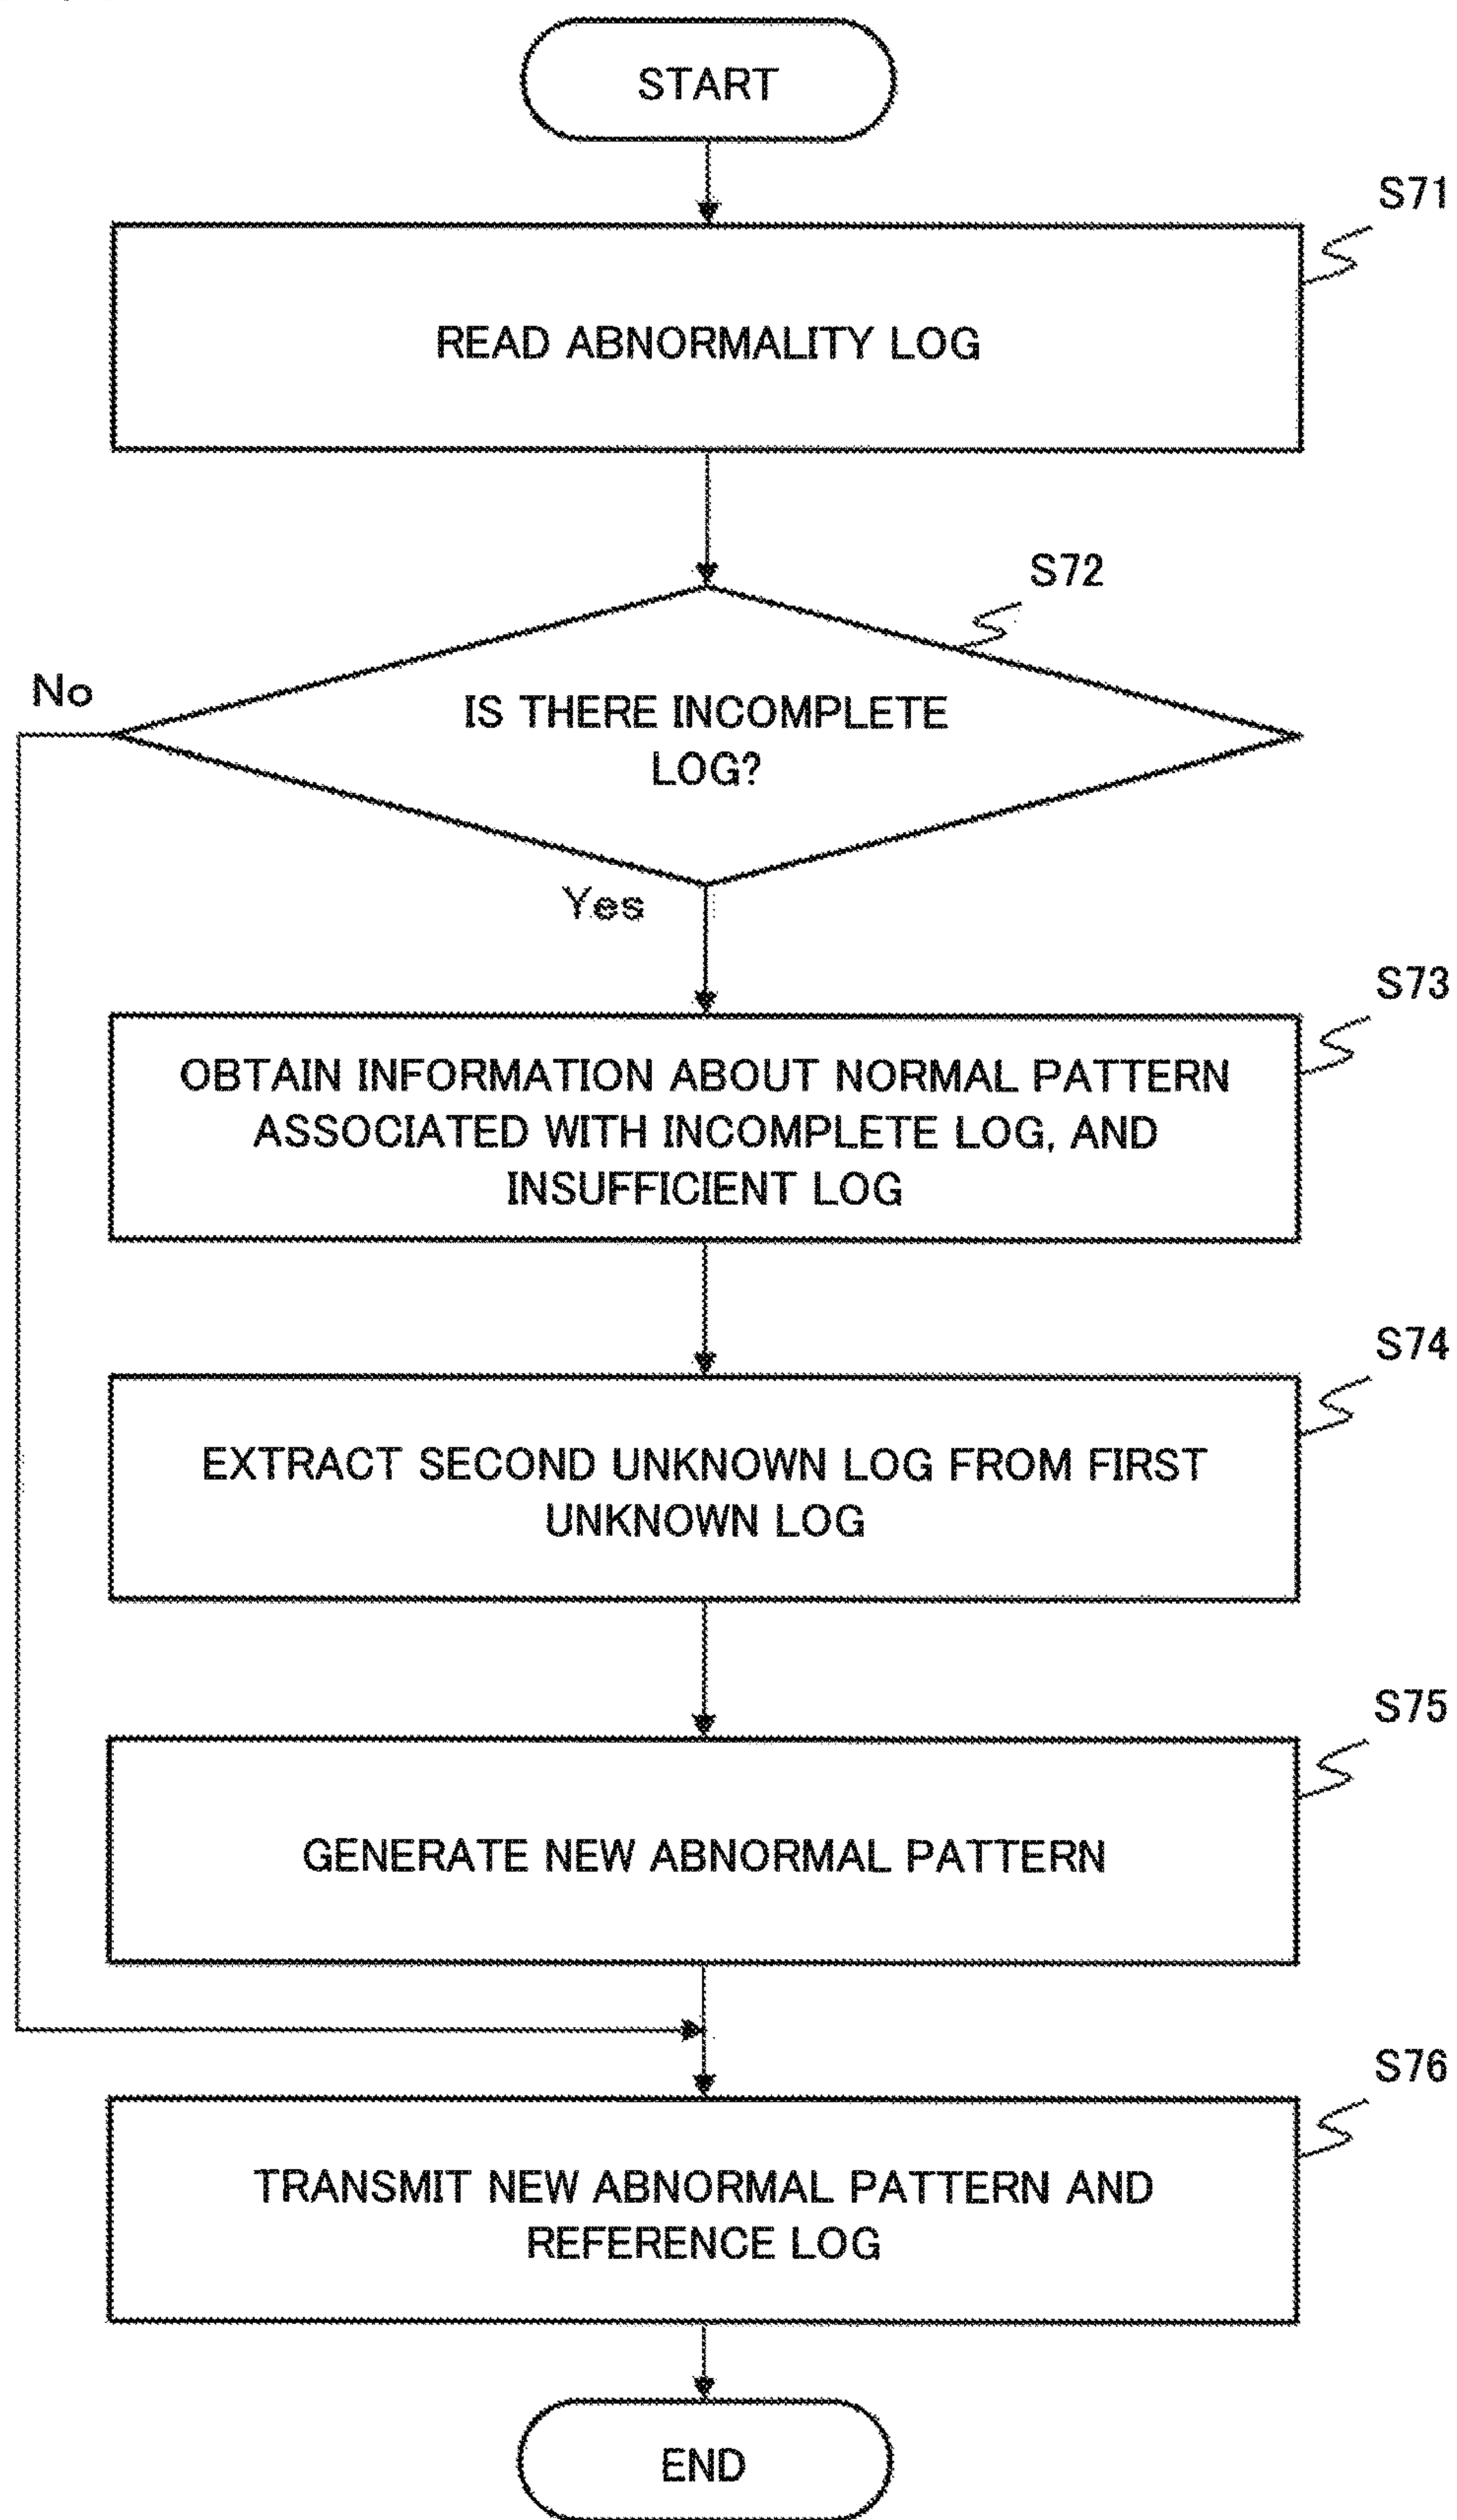 START
S71
READ ABNORMALITY LOG
S72
No
IS THERE INCOMPLETE
LOG?
Yes
S73
OBTAIN INFORMATION ABOUT NORMAL PATTERN
ASSOCIATED WITH INCOMPLETE LOG, AND
INSUFFICIENT LOG
S74
EXTRACT SECOND UNKNOWN LOG FROM FIRST
UNKNOWN LOG
S75
GENERATE NEW ABNORMAL PATTERN
S76
TRANSMIT NEW ABNORMAL PATTERN AND
REFERENCE LOG
END